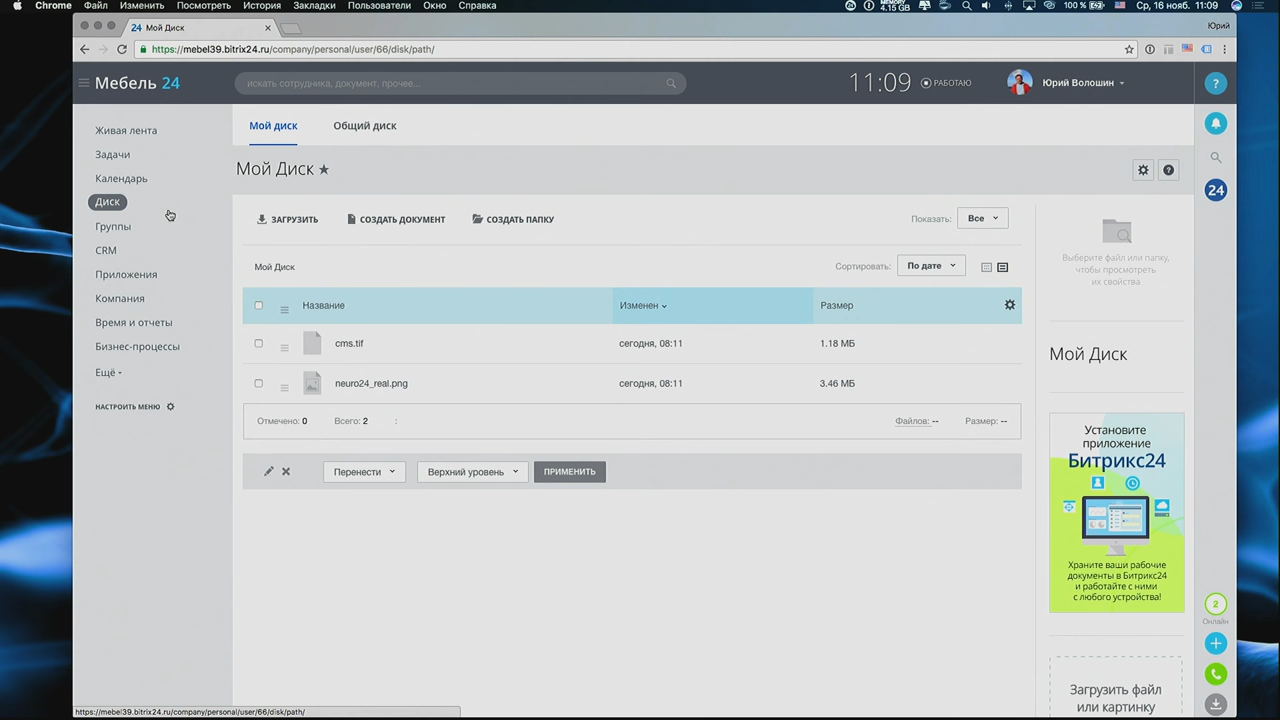 Chrome Файл Изменить Посмотреть История Закладки Пользователи Окно Справка
MEMORY
4.15 GB
100 %
Ср, 16 нояб. 11:09
24 Мой Диск
Юрий
https://mebel39.bitrix24.ru/company/personal/user/66/disk/path/
Мебель 24
искать сотрудника, документ, прочее...
11:09
РАБОТАЮ
Юрий Волошин
?
Живая лента
Задачи
Календарь
Диск
Группы
CRM
Приложения
Компания
Время и отчеты
Бизнес-процессы
Ещё
НАСТРОИТЬ МЕНЮ
Мой диск Общий диск
Мой Диск
?
ЗАГРУЗИТЬ СОЗДАТЬ ДОКУМЕНТ СОЗДАТЬ ПАПКУ
Показать: Все
Мой Диск
Сортировать: По дате
Название Изменен Размер
cms.tif сегодня, 08:11 1.18 МБ
neuro24_real.png сегодня, 08:11 3.46 МБ
Отмечено: 0 Всего: 2 : Файлов: -- Размер: --
Перенести Верхний уровень ПРИМЕНИТЬ
Выберите файл или папку,
чтобы просмотреть
их свойства.
Мой Диск
Установите
приложение
Битрикс24
Храните ваши рабочие
документы в Битрикс24
и работайте с ними
с любого устройства!
Загрузить файл
или картинку
24
2
Онлайн
https://mebel39.bitrix24.ru/company/personal/user/66/disk/path/